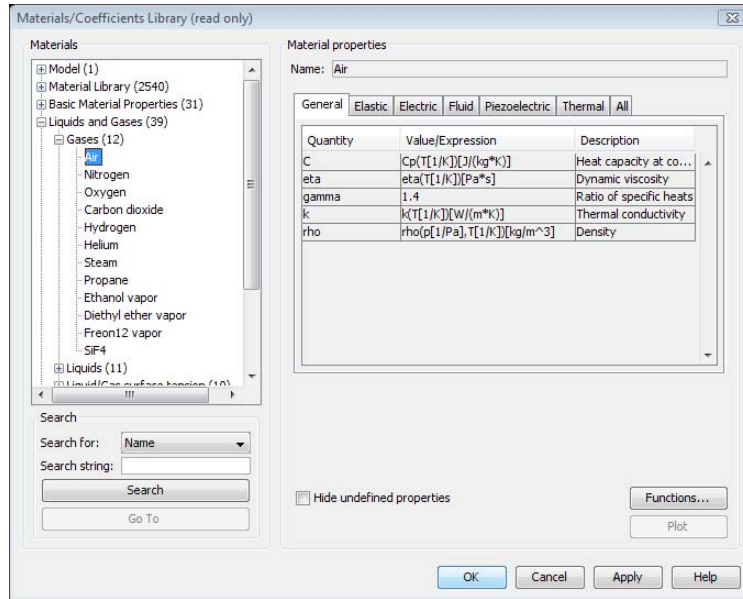 Materials/Coefficients Library (read only)
Materials
Model (1)
Material Library (2540)
Basic Material Properties (31)
Liquids and Gases (39)
Gases (12)
Air
Nitrogen
Oxygen
Carbon dioxide
Hydrogen
Helium
Steam
Propane
Ethanol vapor
Diethyl ether vapor
Freon12 vapor
SiF4
Liquids (11)
Liquid/Gas surface tension (10)
Search
Search for: Name
Search string:
Search
Go To
Material properties
Name: Air
General Elastic Electric Fluid Piezoelectric Thermal All
Quantity Value/Expression Description
C Cp(T[1/K])[J/(kg*K)] Heat capacity at co...
eta eta(T[1/K])[Pa*s] Dynamic viscosity
gamma 1.4 Ratio of specific heats
k k(T[1/K])[W/(m*K)] Thermal conductivity
rho rho(p[1/Pa],T[1/K])[kg/m^3] Density
Hide undefined properties
Functions...
Plot
OK Cancel Apply Help